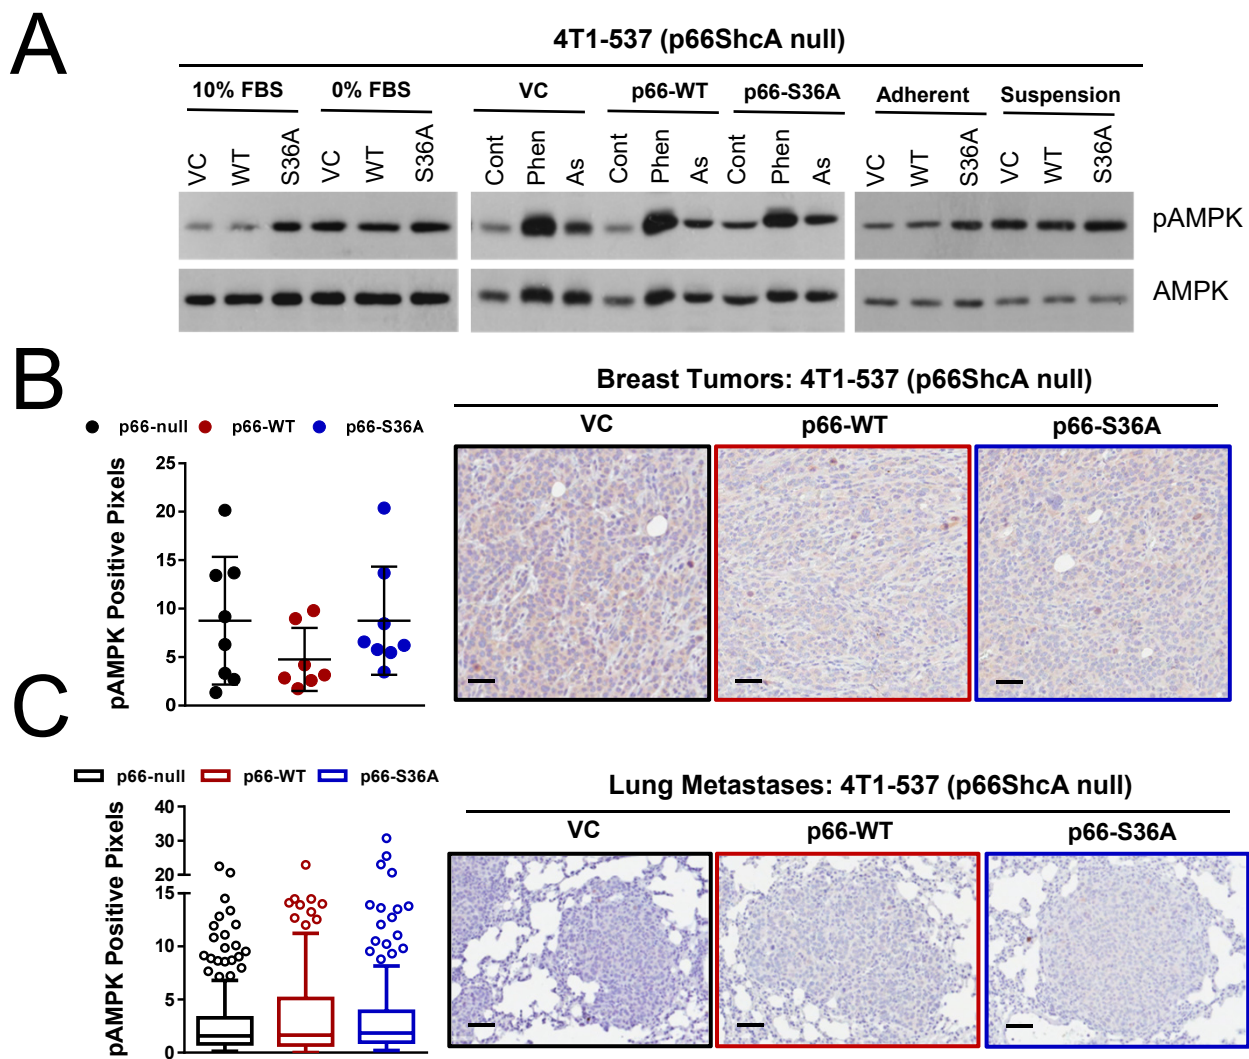 A
4T1-537 (p66ShcA null)
10% FBS 0% FBS VC p66-WT p66-S36A Adherent Suspension
VC WT S36A VC WT S36A Cont Phen As Cont Phen As Cont Phen As VC WT S36A VC WT S36A
pAMPK
AMPK
B
Breast Tumors: 4T1-537 (p66ShcA null)
p66-null p66-WT p66-S36A
VC p66-WT p66-S36A
pAMPK Positive Pixels
25
20
15
10
5
0
C
Lung Metastases: 4T1-537 (p66ShcA null)
p66-null p66-WT p66-S36A
VC p66-WT p66-S36A
pAMPK Positive Pixels
40
30
20
15
10
5
0